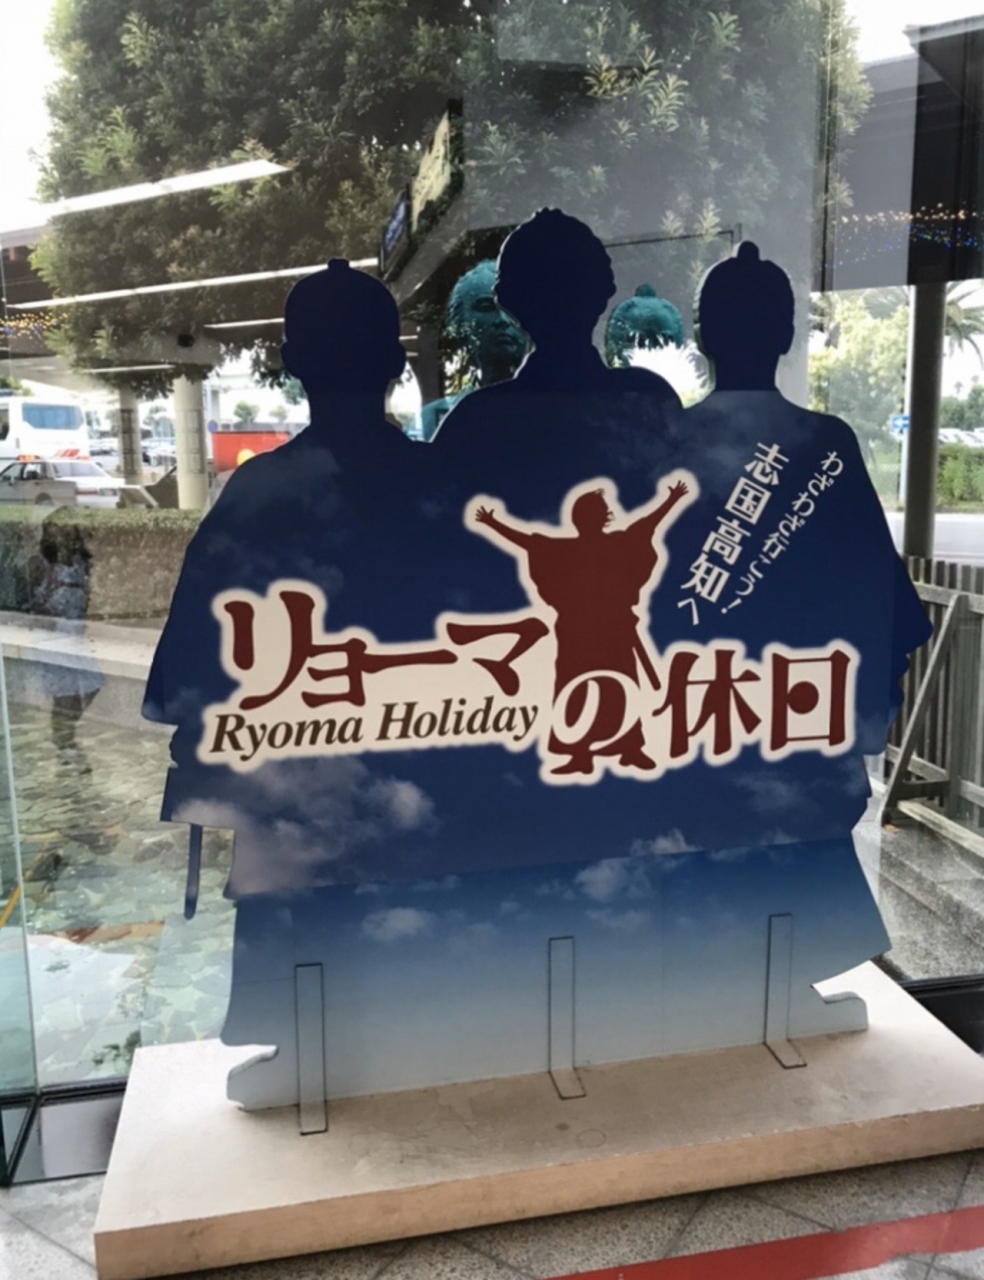 わざわざ行こう!
志国高知へ
リョーマの休日
Ryoma Holiday